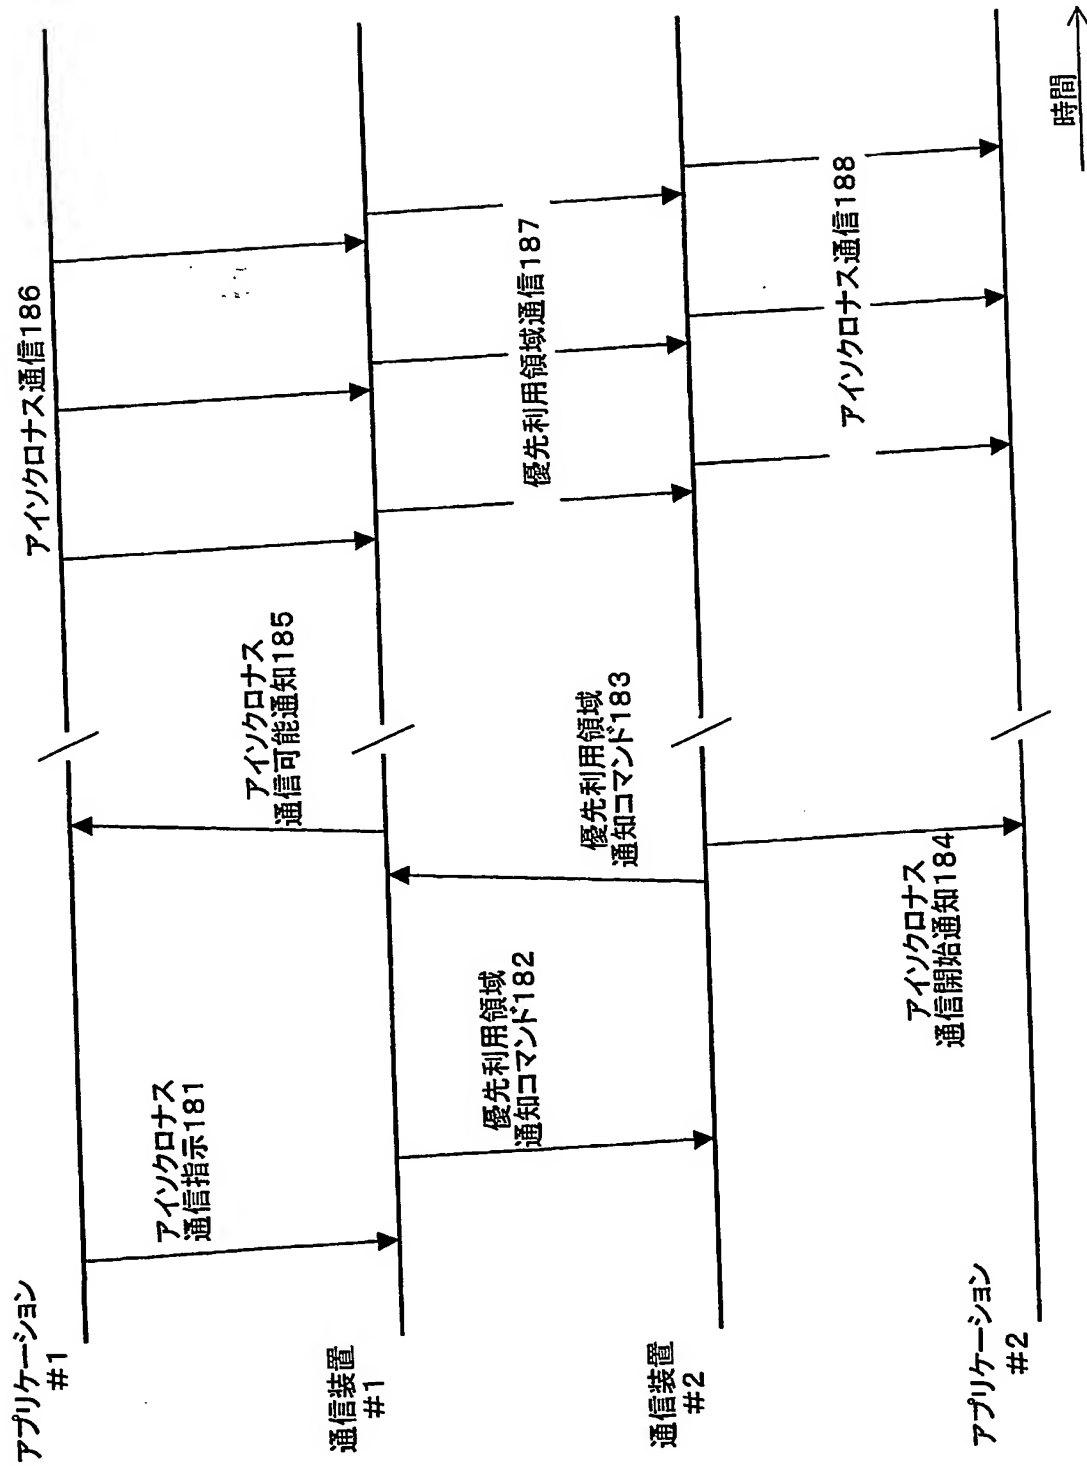 アプリケーション
#1
通信装置
#1
通信装置
#2
アプリケーション
#2
アイソクロナス
通信指示181
優先利用領域
通知コマンド182
優先利用領域
通知コマンド183
アイソクロナス
通信開始通知184
アイソクロナス
通信可能通知185
アイソクロナス通信186
優先利用領域通信187
アイソクロナス通信188
時間